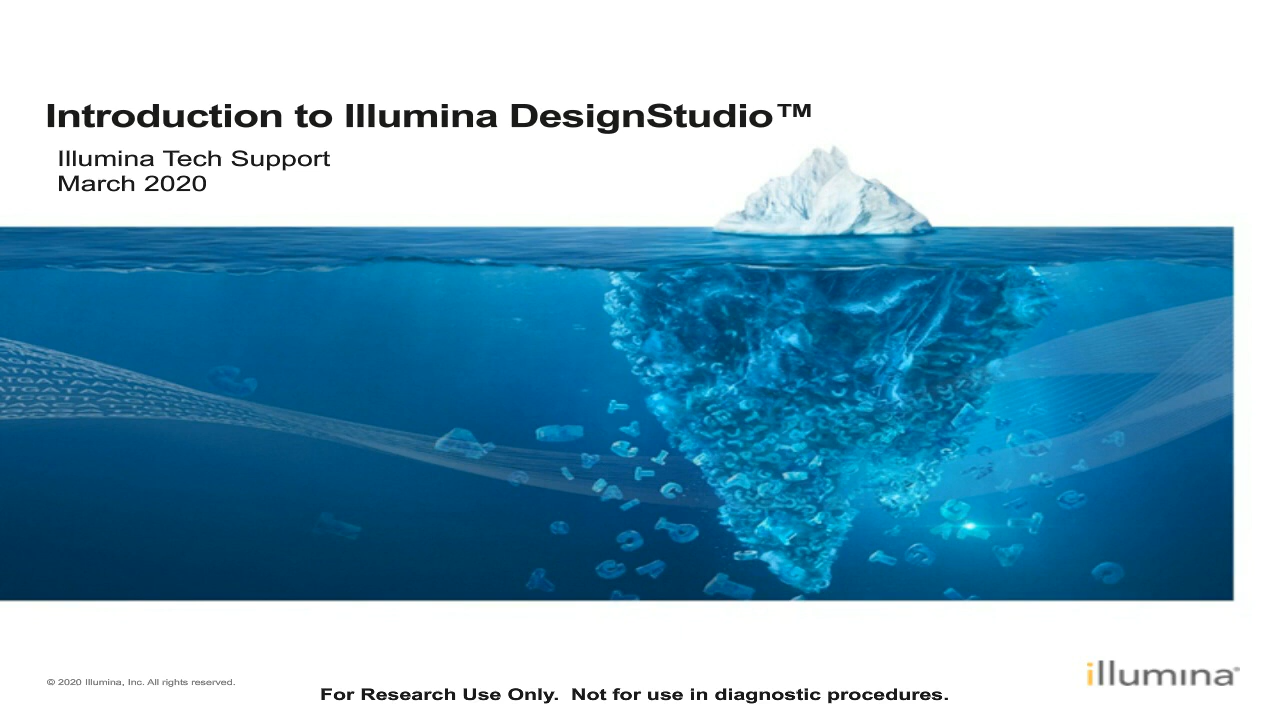 Introduction to Illumina DesignStudio™
Illumina Tech Support
March 2020
© 2020 Illumina, Inc. All rights reserved.
For Research Use Only.  Not for use in diagnostic procedures.
illumina®